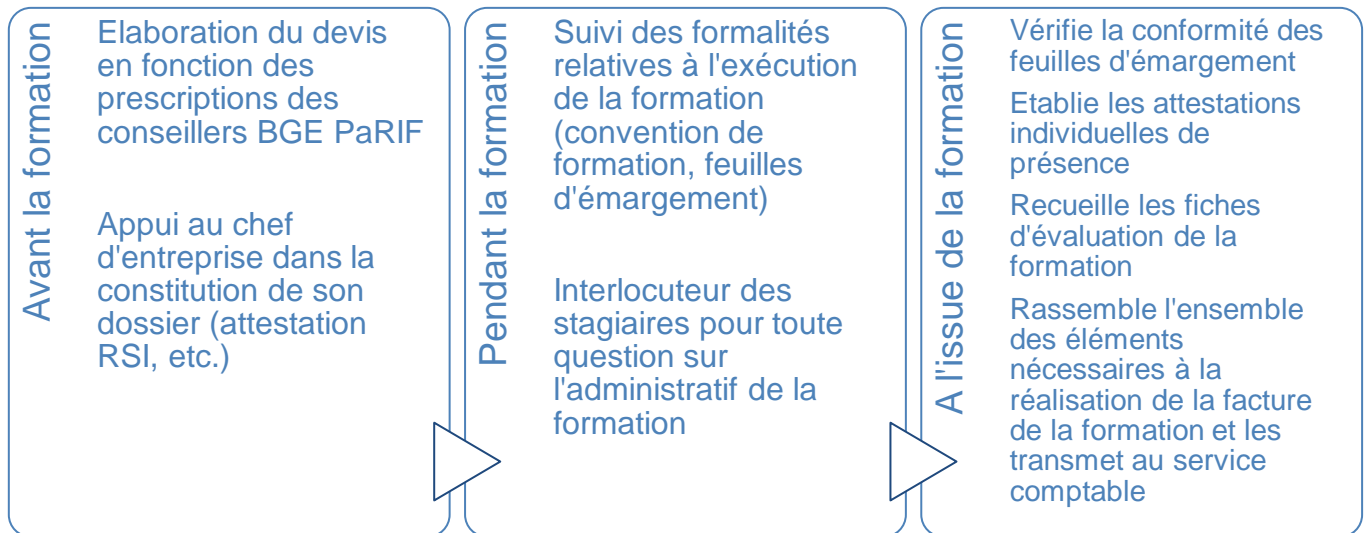 Avant la formation
Elaboration du devis
en fonction des
prescriptions des
conseillers BGE PaRIF
Appui au chef
d'entreprise dans la
constitution de son
dossier (attestation
RSI, etc.)
Pendant la formation
Suivi des formalités
relatives à l'exécution
de la formation
(convention de
formation, feuilles
d'émargement)
Interlocuteur des
stagiaires pour toute
question sur
l'administratif de la
formation
A l'issue de la formation
Vérifie la conformité des
feuilles d'émargement
Etablie les attestations
individuelles de
présence
Recueille les fiches
d'évaluation de la
formation
Rassemble l'ensemble
des éléments
nécessaires à la
réalisation de la facture
de la formation et les
transmet au service
comptable